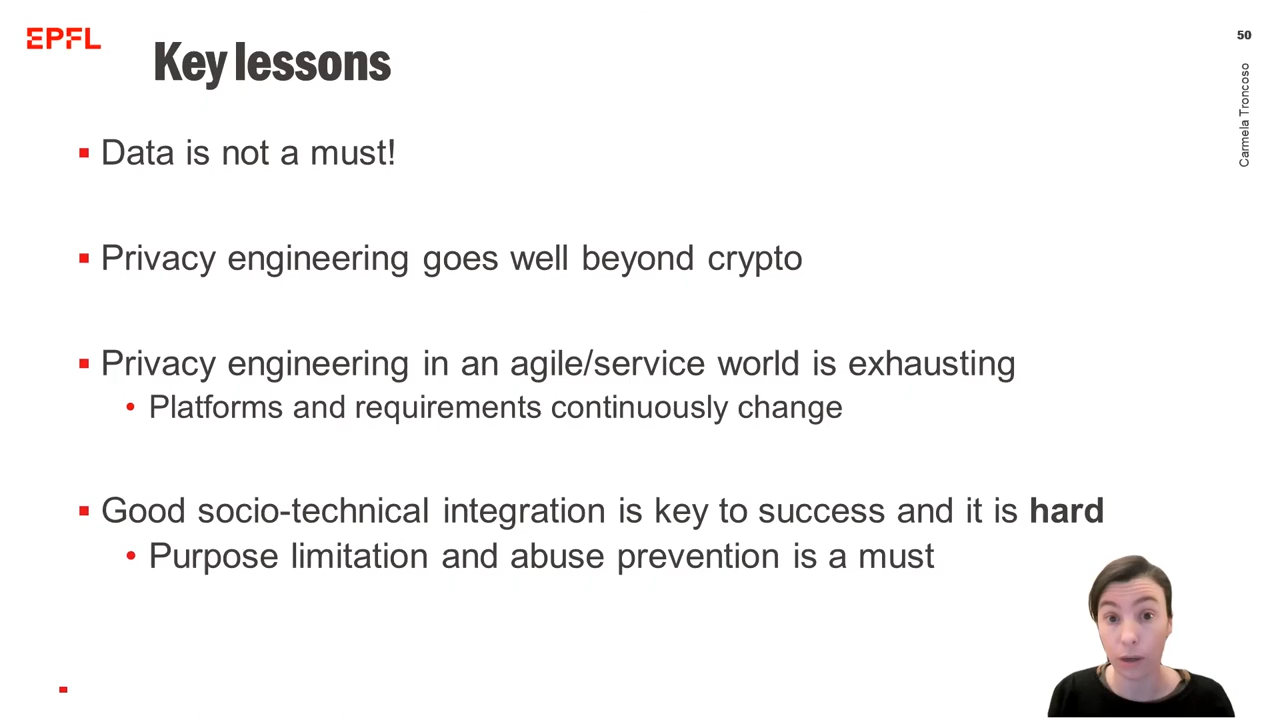 EPFL
Key lessons
50
Carmela Troncoso
Data is not a must!
Privacy engineering goes well beyond crypto
Privacy engineering in an agile/service world is exhausting
Platforms and requirements continuously change
Good socio-technical integration is key to success and it is hard
Purpose limitation and abuse prevention is a must